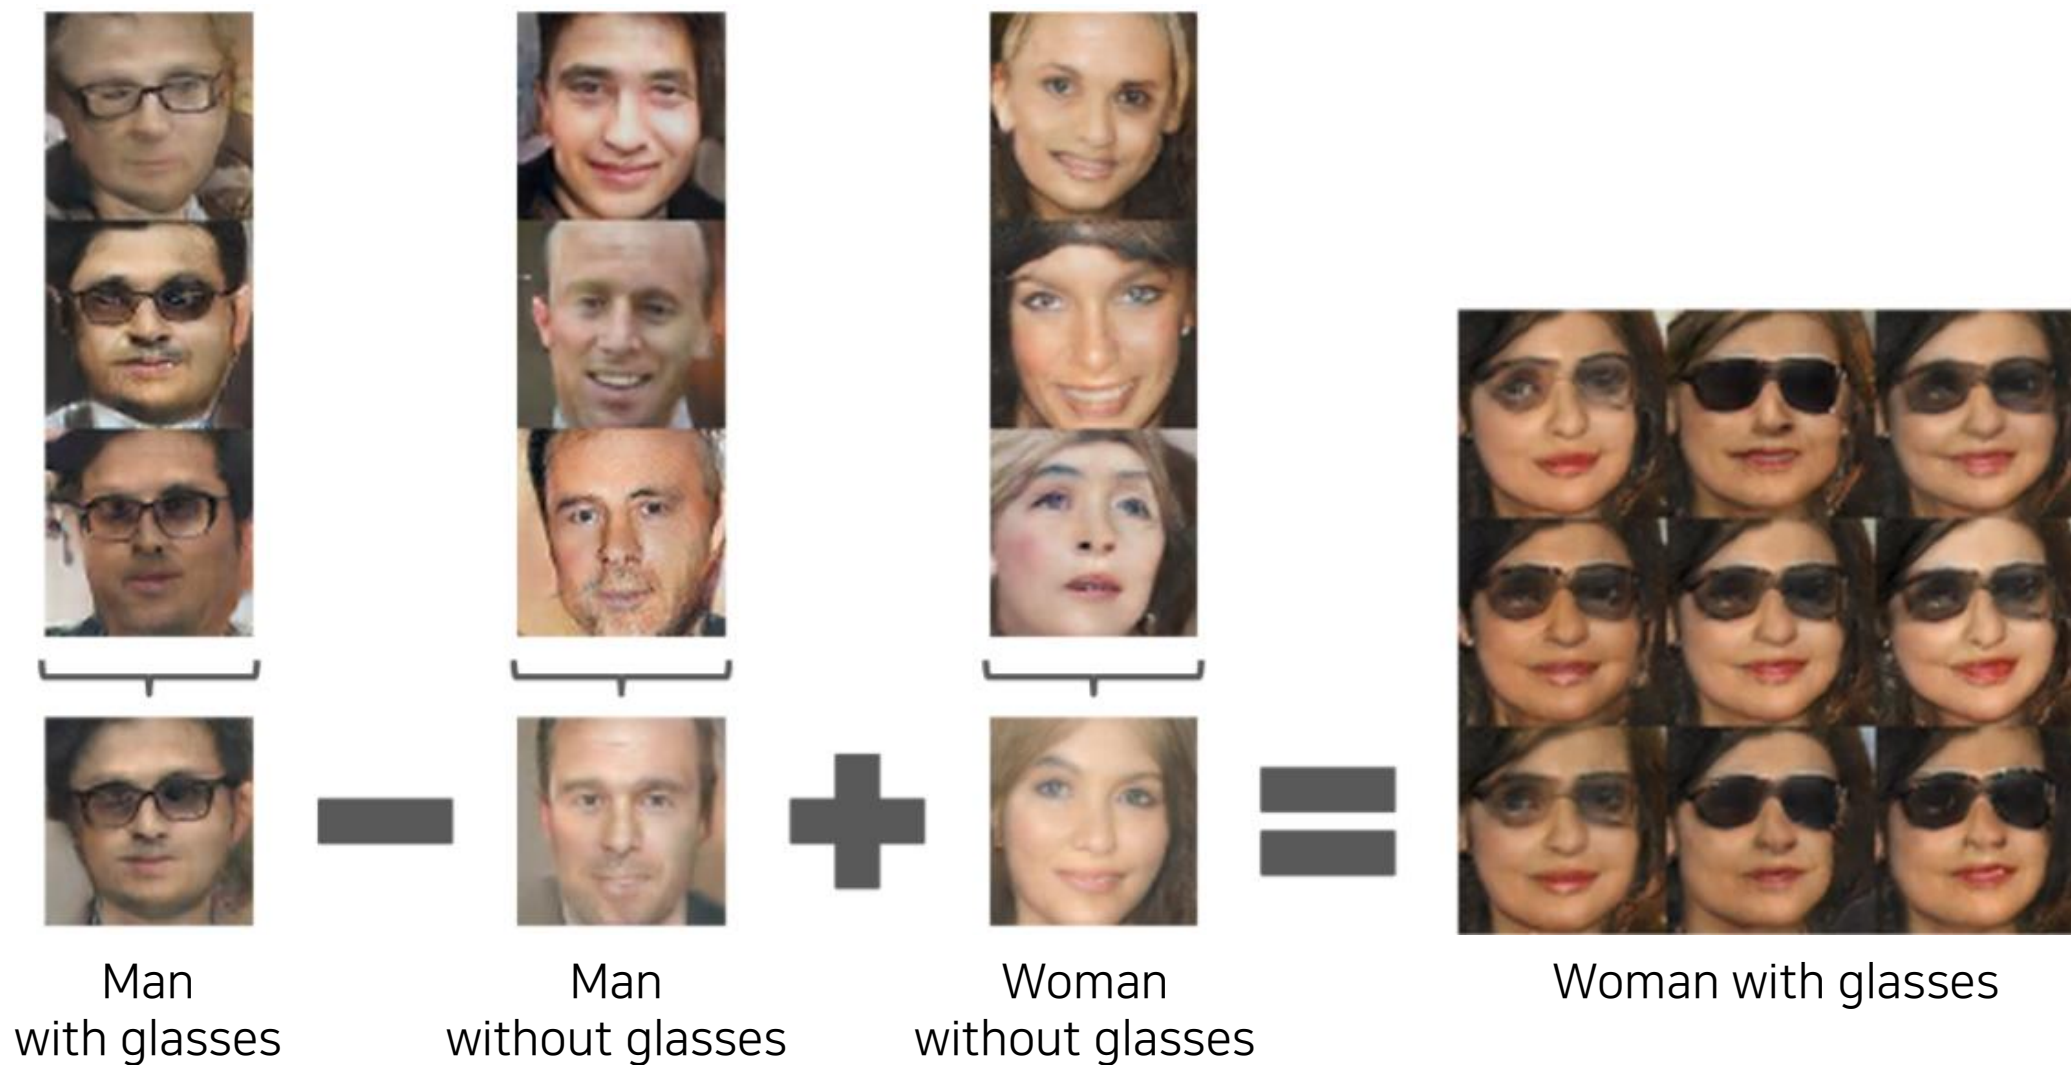 Man
with glasses
Man
without glasses
Woman
without glasses
Woman with glasses